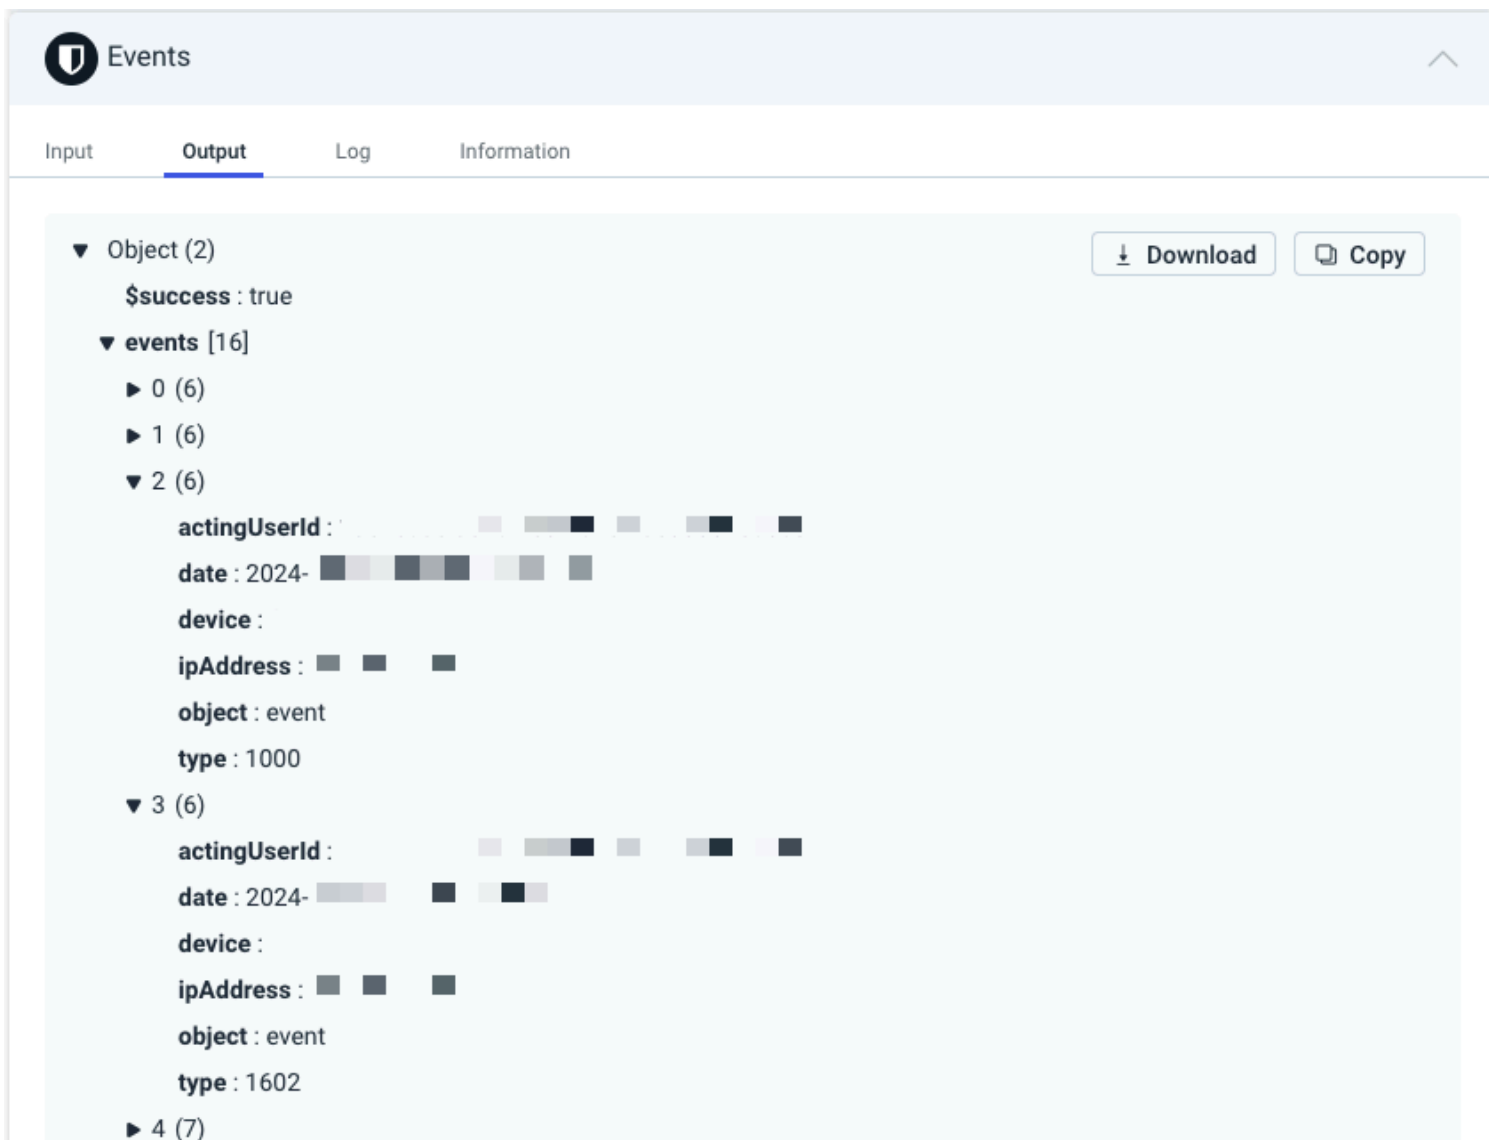 Events
Input Output Log Information
Object (2)
Download Copy
$success : true
events [16]
0 (6)
1 (6)
2 (6)
actingUserId :
date : 2024-
device :
ipAddress :
object : event
type : 1000
3 (6)
actingUserId :
date : 2024-
device :
ipAddress :
object : event
type : 1602
4 (7)